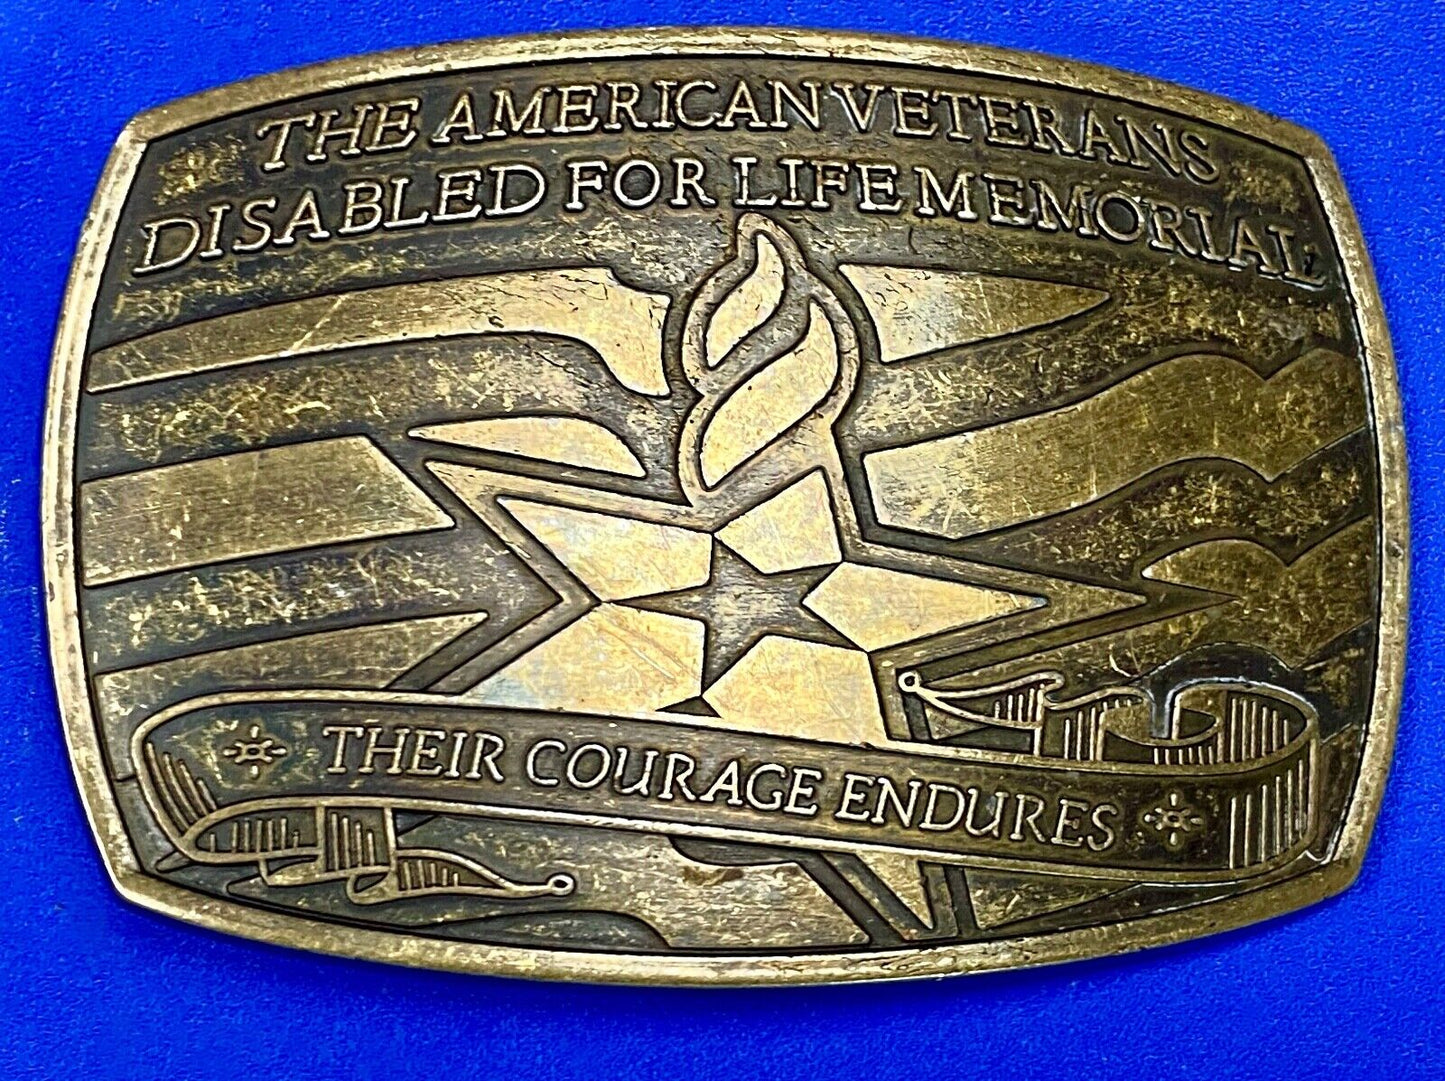 THE AMERICAN VETERANS
DISABLED FOR LIFE MEMORIAL
THEIR COURAGE ENDURES